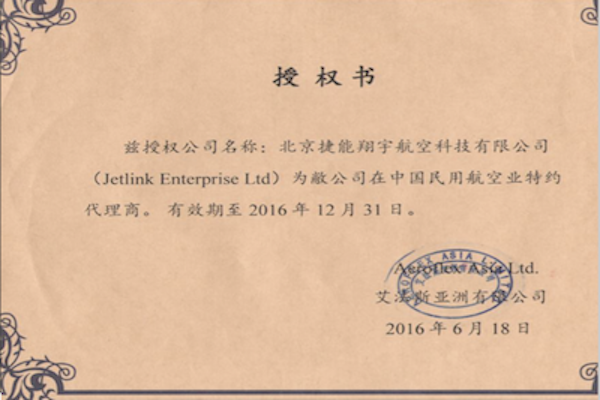 授权书
兹授权公司名称：北京捷能翔宇航空科技有限公司
（Jetlink Enterprise Ltd）为敝公司在中国民用航空业特约
代理商。 有效期至 2016 年 12 月 31 日。
Aeroflex Asia Ltd.
艾法斯亚洲有限公司
2016 年 6 月 18 日
AEROFLEX ASIA LIMITED